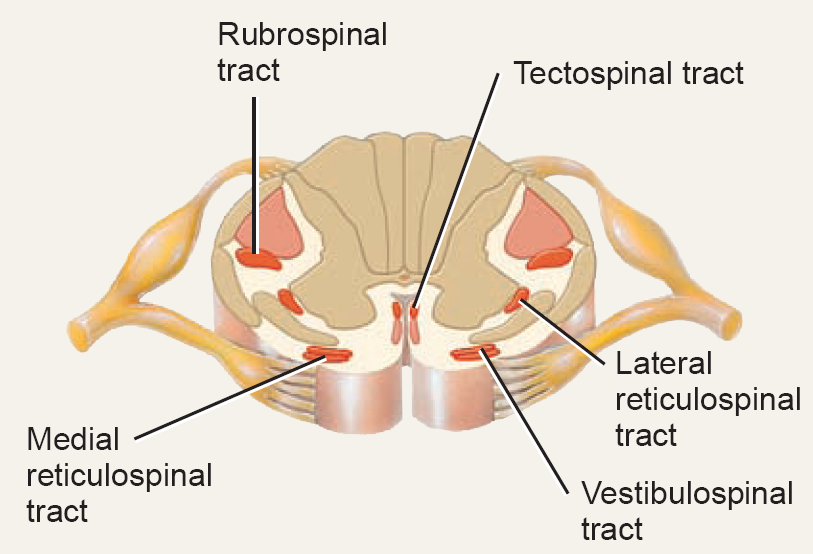 Rubrospinal
tract
Tectospinal tract
Lateral
reticulospinal
tract
Medial
reticulospinal
tract
Vestibulospinal
tract